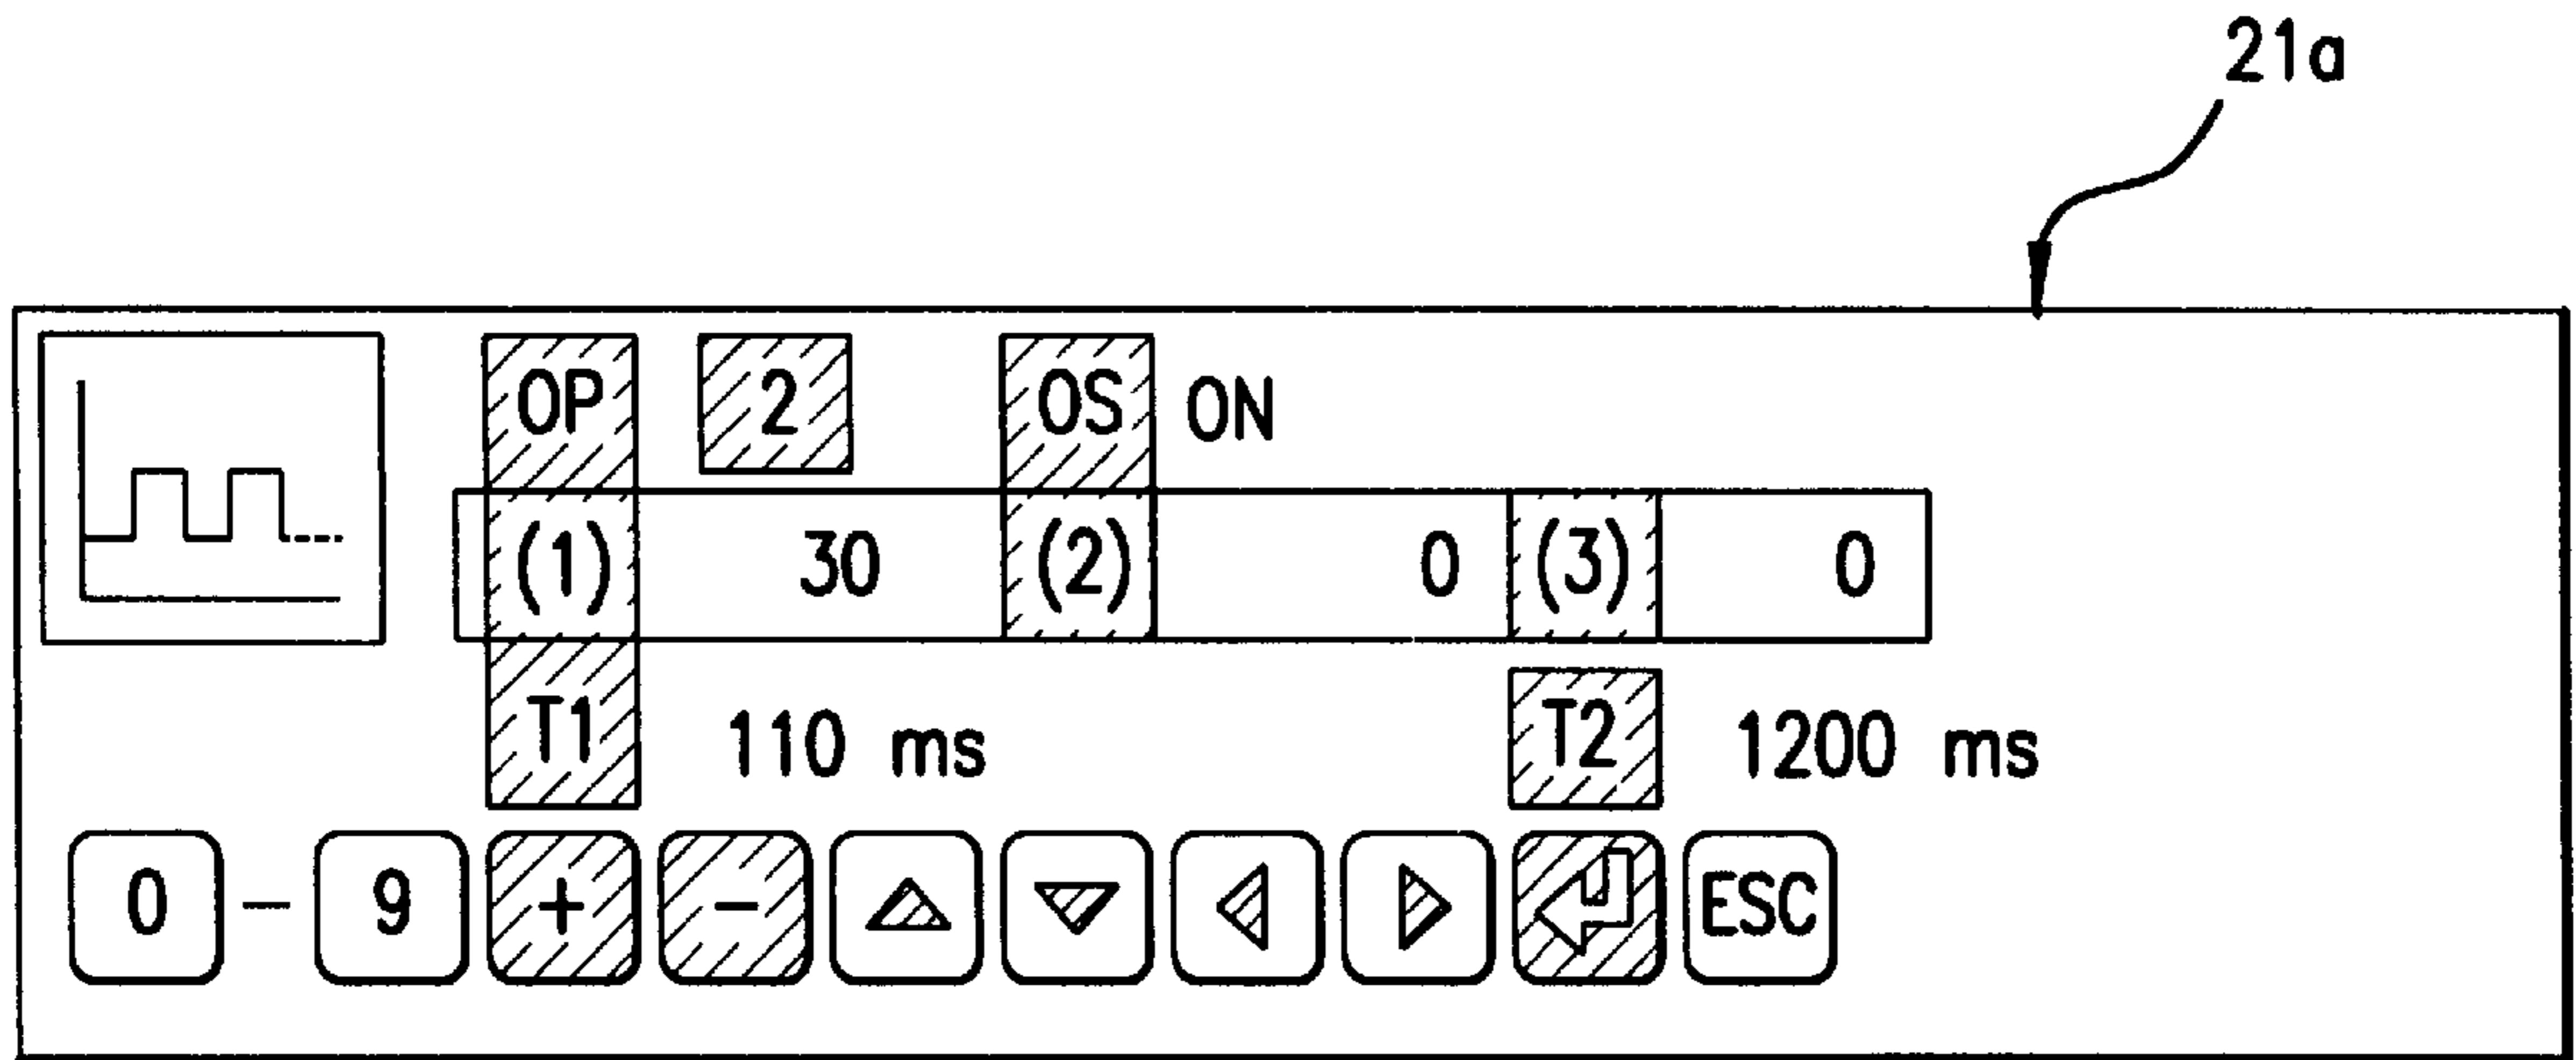 21a
OP 2 OS ON
(1) 30 (2) 0 (3) 0
T1 110 ms T2 1200 ms
0 - 9 + - ESC